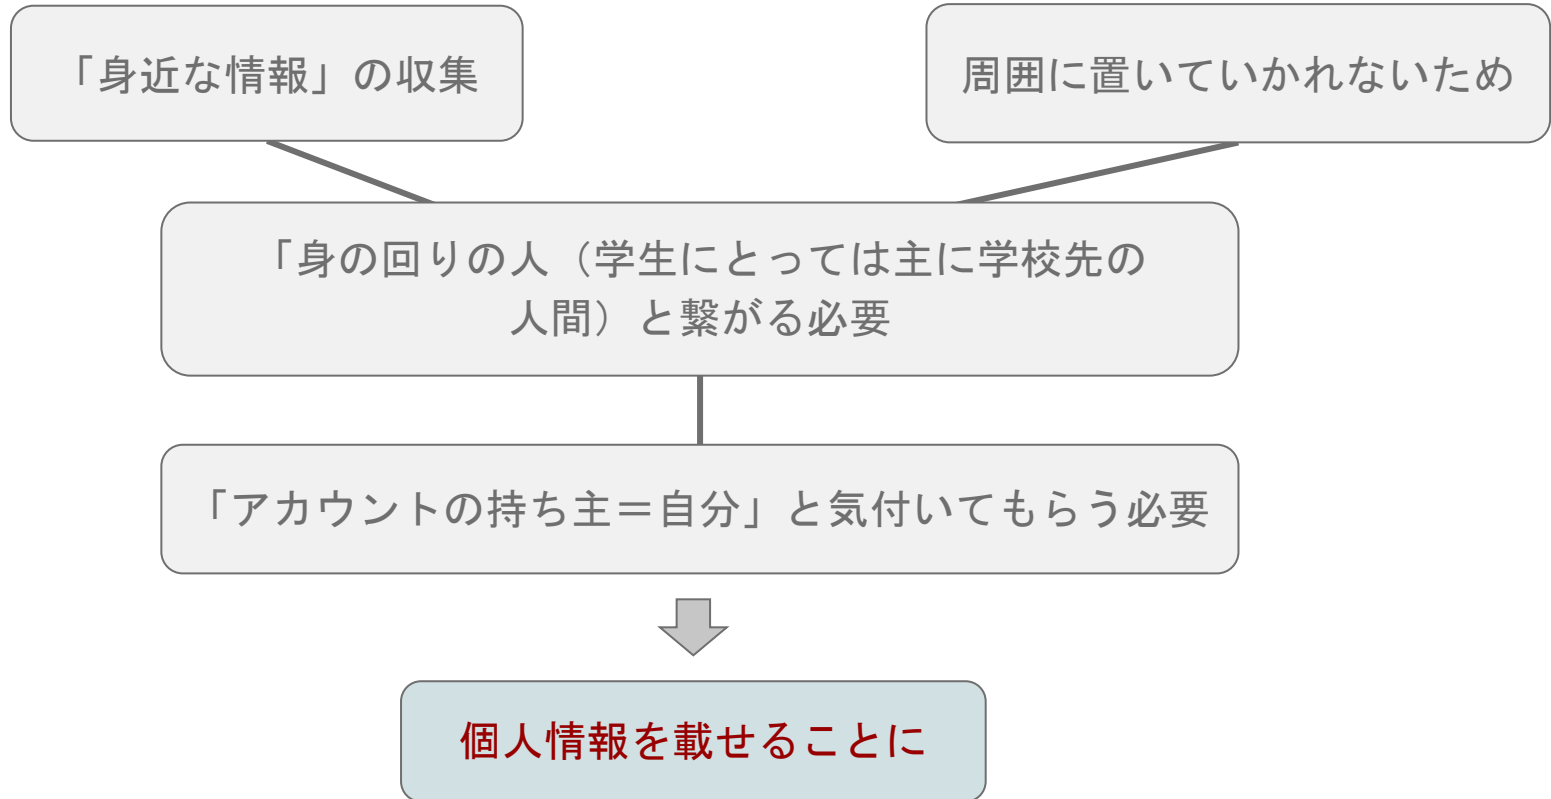 「身近な情報」の収集
周囲に置いていかれないため
「身の回りの人（学生にとっては主に学校先の
人間）と繋がる必要
「アカウントの持ち主＝自分」と気付いてもらう必要
個人情報を載せることに